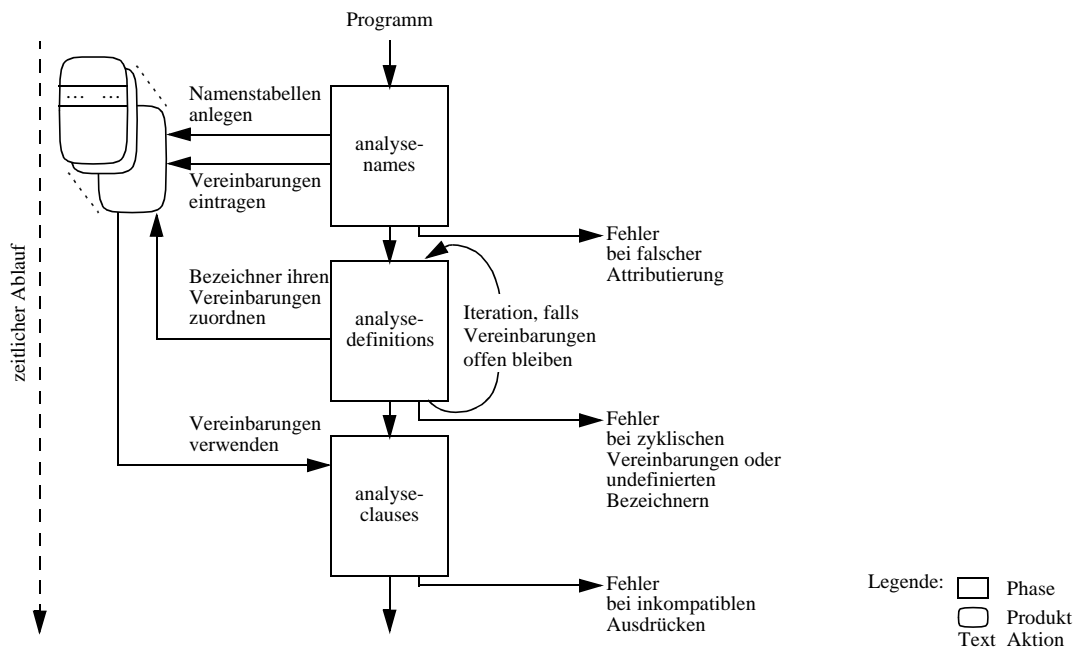 Programm
Namenstabellen
anlegen
... ...
analyse-
names
Vereinbarungen
eintragen
Fehler
bei falscher
Attributierung
Bezeichner ihren
Vereinbarungen
zuordnen
analyse-
definitions
Iteration, falls
Vereinbarungen
offen bleiben
zeitlicher Ablauf
Vereinbarungen
verwenden
Fehler
bei zyklischen
Vereinbarungen oder
undefinierten
Bezeichnern
analyse-
clauses
Fehler
bei inkompatiblen
Ausdrücken
Legende:
Phase
Produkt
Text Aktion